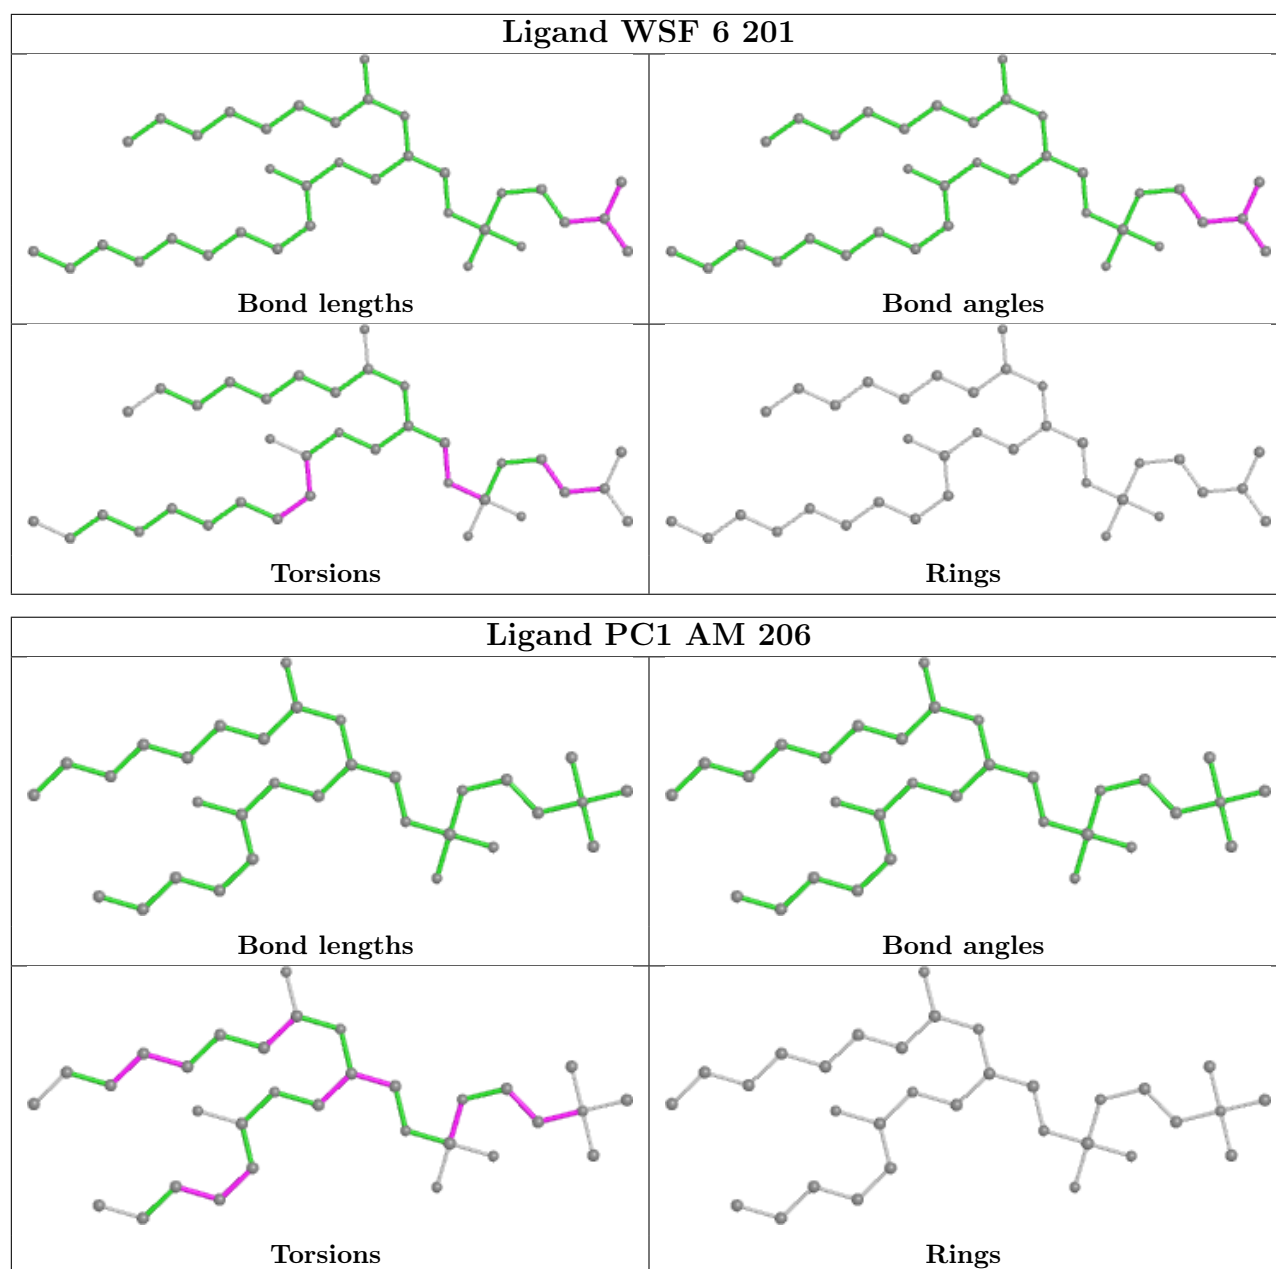 Ligand WSF 6 201
Bond lengths
Bond angles
Torsions
Rings
Ligand PC1 AM 206
Bond lengths
Bond angles
Torsions
Rings